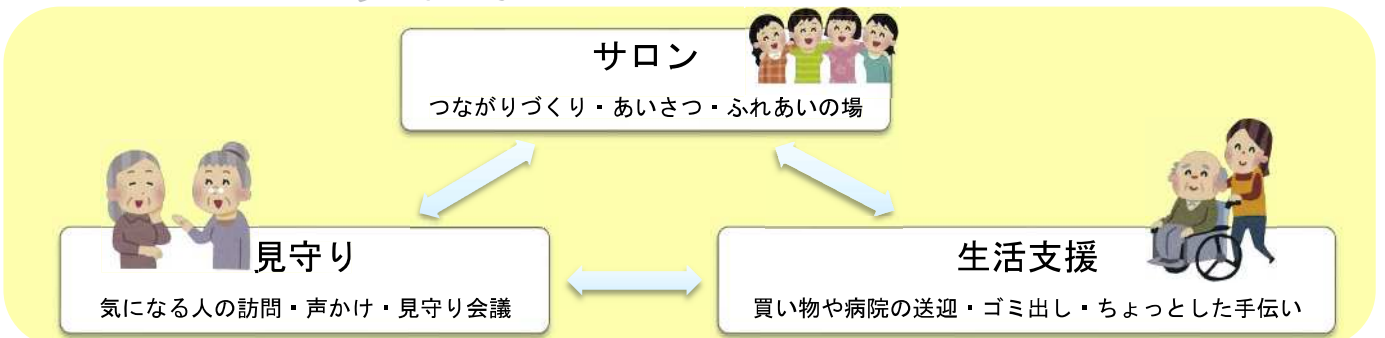 サロン
つながりづくり・あいさつ・ふれあいの場
見守り
気になる人の訪問・声かけ・見守り会議
生活支援
買い物や病院の送迎・ゴミ出し・ちょっとした手伝い